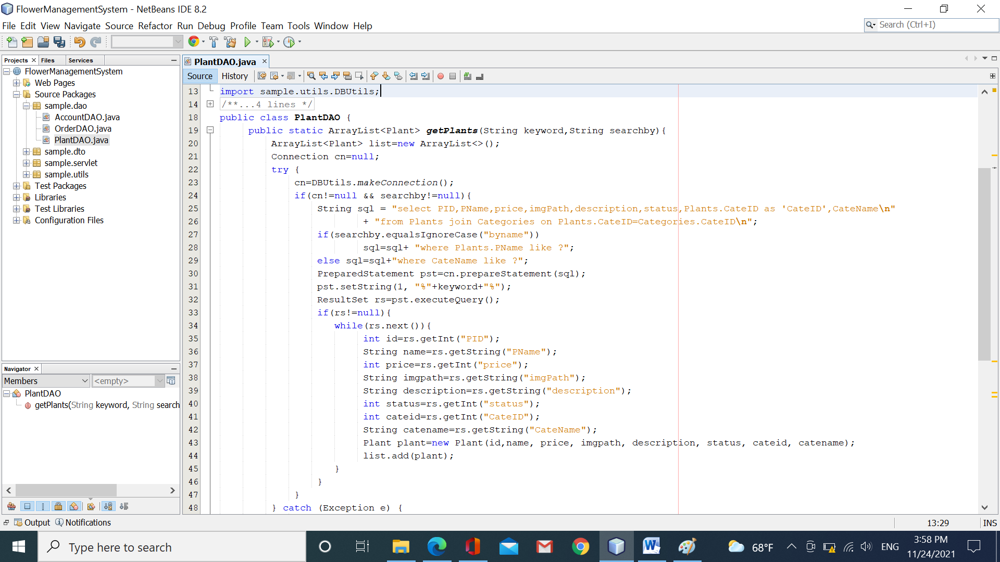 FlowerManagementSystem - NetBeans IDE 8.2
File Edit View Navigate Source Refactor Run Debug Profile Team Tools Window Help
Search (Ctrl+I)
Projects Files Services
FlowerManagementSystem
Web Pages
Source Packages
sample.dao
AccountDAO.java
OrderDAO.java
PlantDAO.java
sample.dto
sample.servlet
sample.utils
Test Packages
Libraries
Test Libraries
Configuration Files
Navigator
Members <empty>
PlantDAO
getPlants(String keyword, String search
PlantDAO.java
Source History
13 import sample.utils.DBUtils;
14 /**...4 lines */
18 public class PlantDAO {
19 public static ArrayList<Plant> getPlants(String keyword,String searchby){
20 ArrayList<Plant> list=new ArrayList<>();
21 Connection cn=null;
22 try {
23 cn=DBUtils.makeConnection();
24 if(cn!=null && searchby!=null){
25 String sql = "select PID,PName,price,imgPath,description,status,Plants.CateID as 'CateID',CateName\n"
26 + "from Plants join Categories on Plants.CateID=Categories.CateID\n";
27 if(searchby.equalsIgnoreCase("byname"))
28 sql=sql+ "where Plants.PName like ?";
29 else sql=sql+"where CateName like ?";
30 PreparedStatement pst=cn.prepareStatement(sql);
31 pst.setString(1, "%"+keyword+"%");
32 ResultSet rs=pst.executeQuery();
33 if(rs!=null){
34 while(rs.next()){
35 int id=rs.getInt("PID");
36 String name=rs.getString("PName");
37 int price=rs.getInt("price");
38 String imgpath=rs.getString("imgPath");
39 String description=rs.getString("description");
40 int status=rs.getInt("status");
41 int cateid=rs.getInt("CateID");
42 String catename=rs.getString("CateName");
43 Plant plant=new Plant(id,name, price, imgpath, description, status, cateid, catename);
44 list.add(plant);
45 }
46 }
47 }
48 } catch (Exception e) {
Output Notifications
13:29 INS
Type here to search
68°F ENG
3:58 PM
11/24/2021